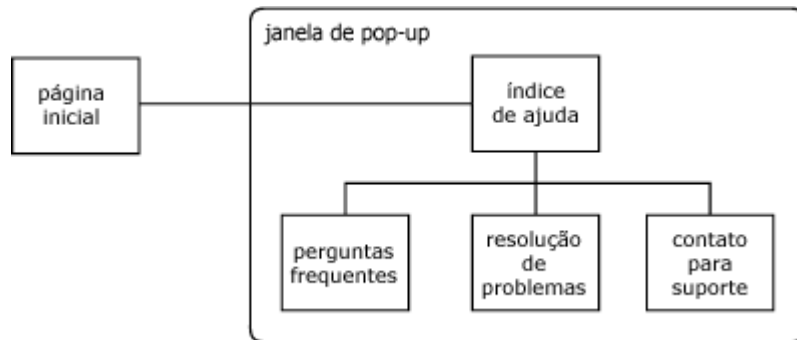 janela de pop-up
página
inicial
índice
de ajuda
perguntas
frequentes
resolução
de
problemas
contato
para
suporte